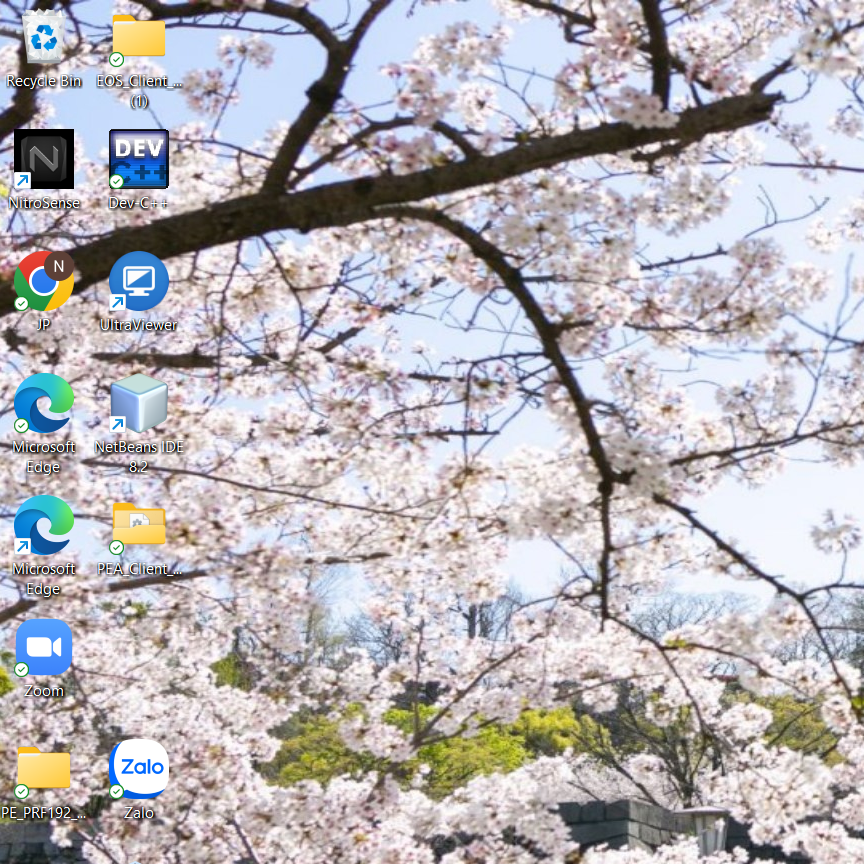 Recycle Bin
EOS_Client_...
(1)
N
NitroSense
DEV
C++
Dev-C++
N
JP
UltraViewer
Microsoft
Edge
NetBeans IDE
8.2
Microsoft
Edge
PEA_Client_...
Zoom
PE_PRF192_...
Zalo
Zalo